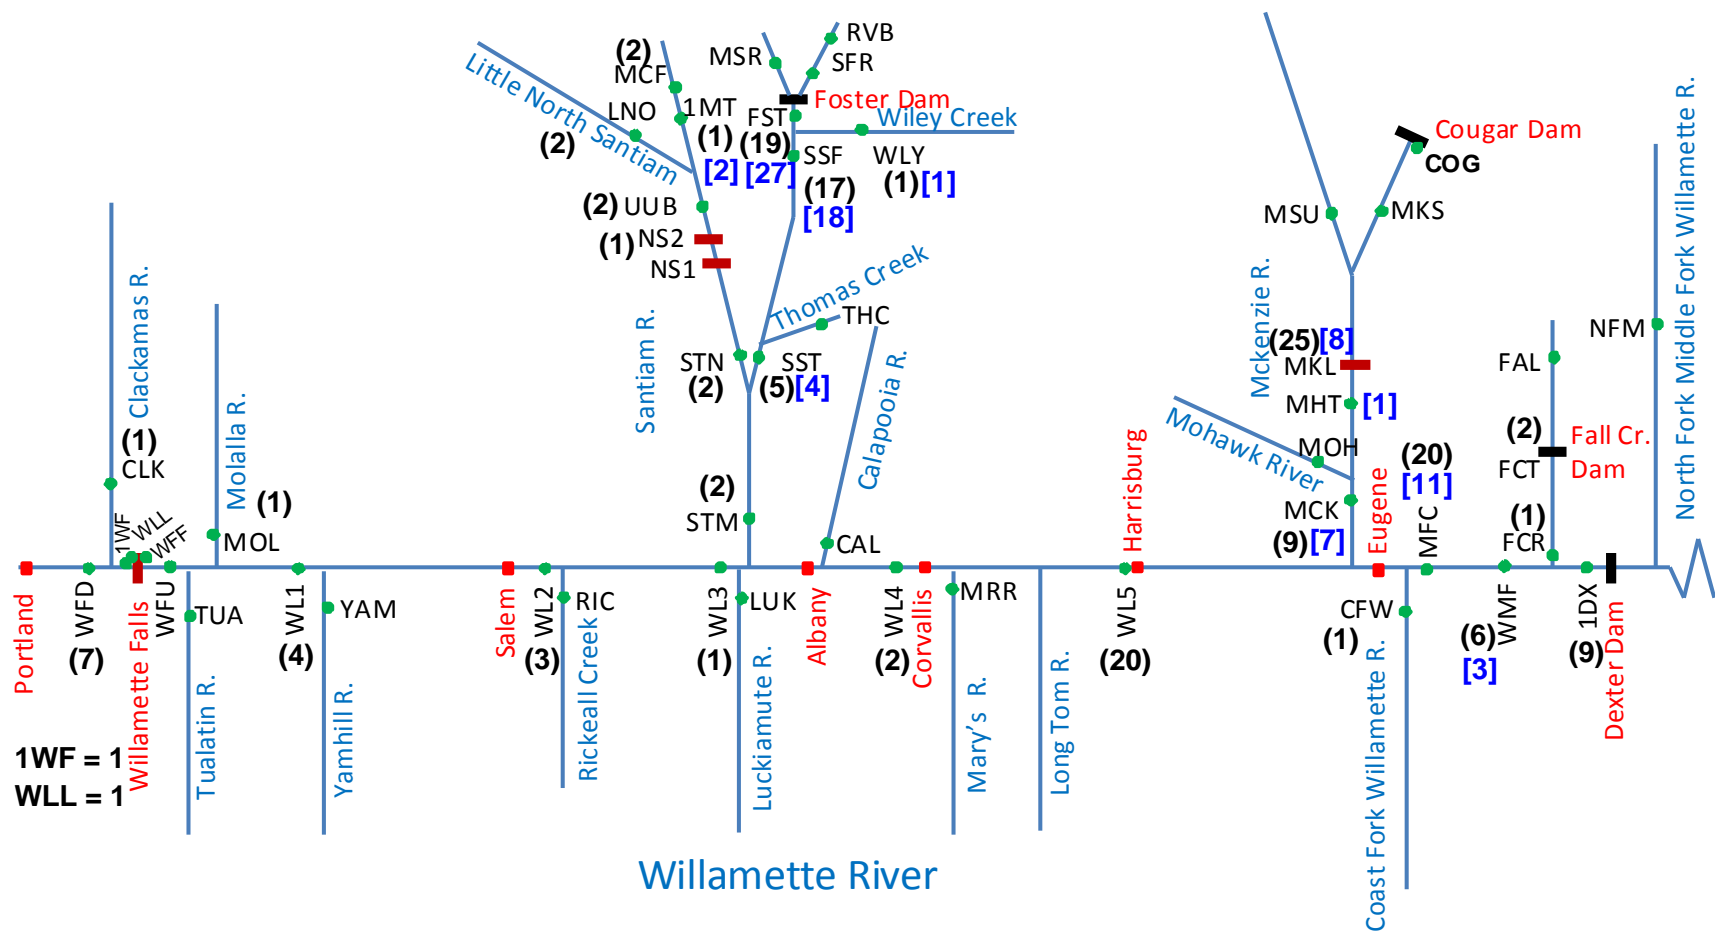 RVB
MSR
SFR
(2)
MCF
Little North Santiam
LNO
1MT
FST
Foster Dam
Wiley Creek
(2)
(1)
(19)
SSF
WLY
[2]
[27]
(17)
(1)[1]
[18]
(2) UUB
(1) NS2
NS1
Thomas Creek
THC
Santiam R.
STN
(2)
SST
(5)[4]
Calapooia R.
(2)
STM
CAL
Cougar Dam
COG
MSU
MKS
Mckenzie R.
(25)[8]
MKL
MHT
[1]
Mohawk River
MOH
MCK
(9)[7]
Eugene
(20)
[11]
MFC
NFM
FAL
(2)
FCT
Fall Cr.
Dam
(1)
FCR
North Fork Middle Fork Willamette R.
Clackamas R.
(1)
CLK
Molalla R.
(1)
MOL
1WF
WLL
WFF
Harrisburg
Portland
WFD
(7)
Willamette Falls
WFU
TUA
Tualatin R.
WL1
(4)
YAM
Yamhill R.
Salem
WL2
(3)
RIC
Rickeall Creek
WL3
(1)
LUK
Luckiamute R.
Albany
WL4
(2)
Corvallis
MRR
Mary's R.
Long Tom R.
WL5
(20)
CFW
(1)
Coast Fork Willamette R.
WMF
(6)
[3]
1DX
(9)
Dexter Dam
1WF = 1
WLL = 1
Willamette River